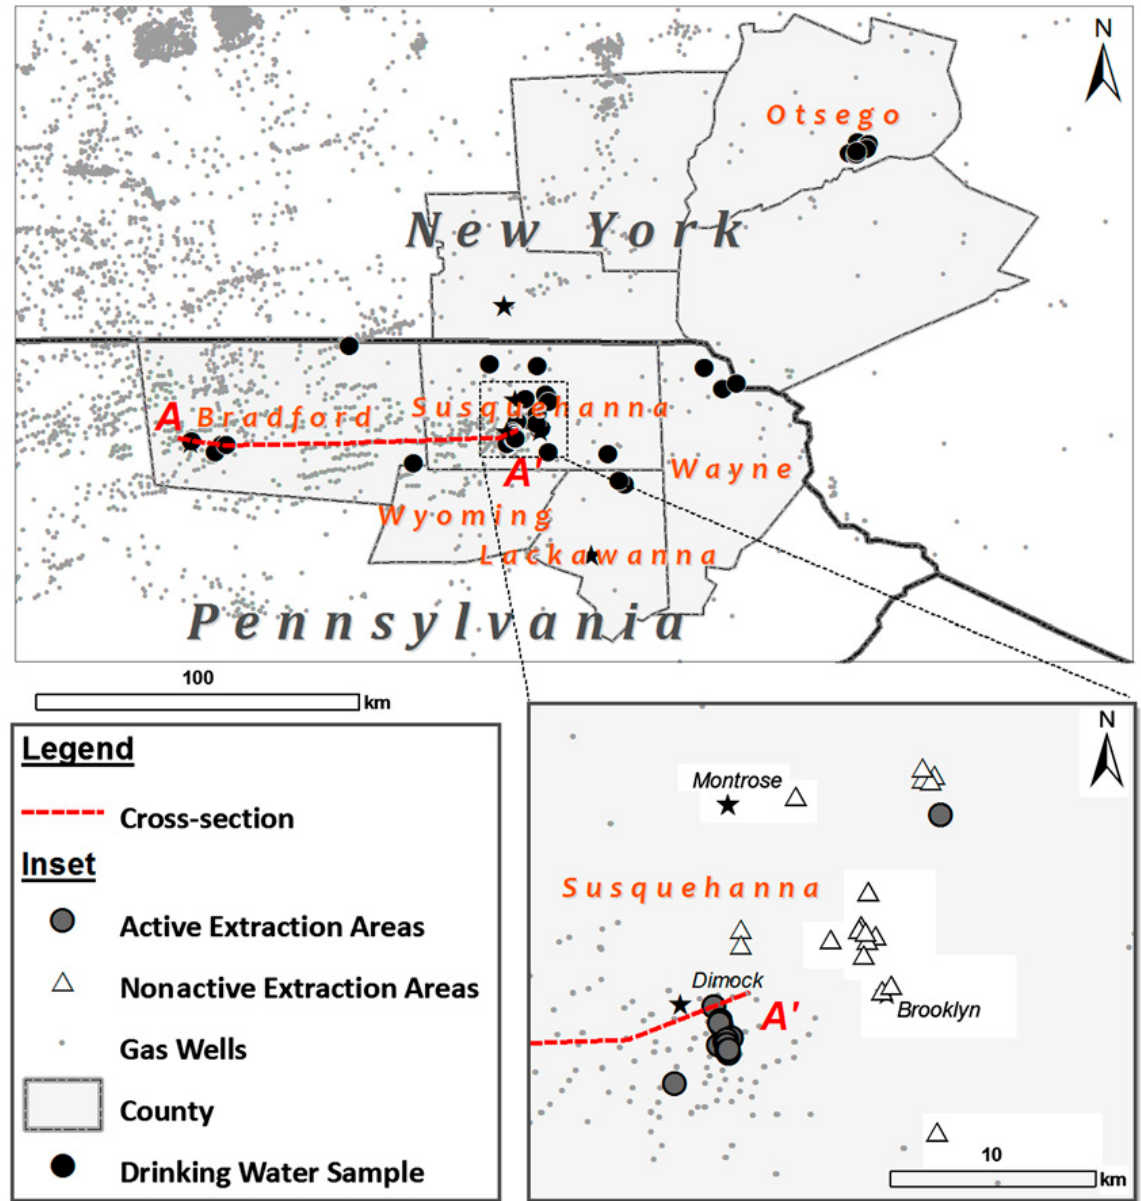 N
Otsego
New York
A Bradford
Susquehanna
A'
Wayne
Wyoming
Lackawanna
Pennsylvania
100
km
Legend
Cross-section
Inset
Active Extraction Areas
Nonactive Extraction Areas
Gas Wells
County
Drinking Water Sample
N
Montrose
Susquehanna
Dimock
A'
Brooklyn
10
km